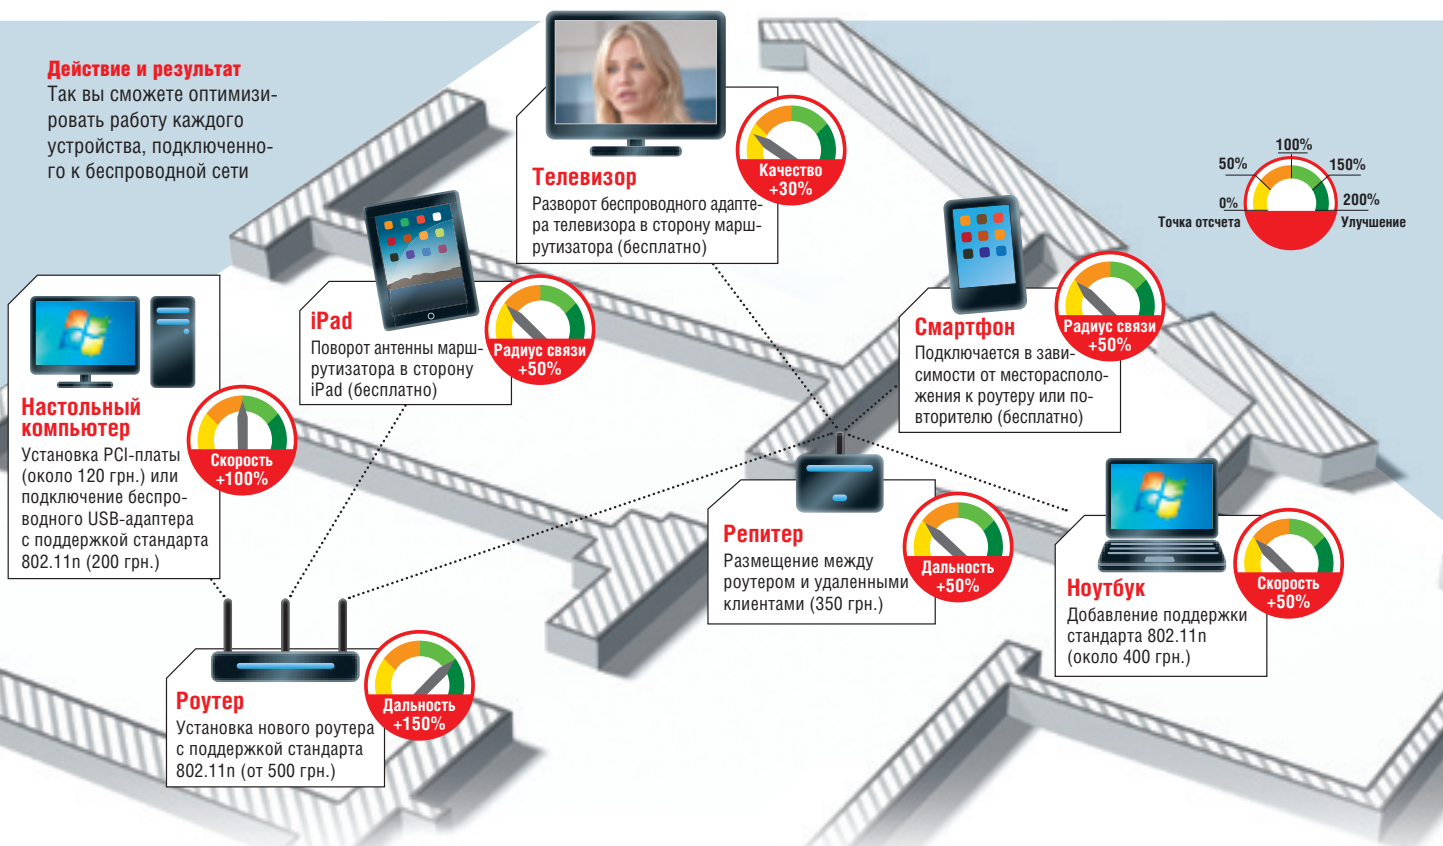 Действие и результат
Так вы сможете оптимизи-
ровать работу каждого
устройства, подключенно-
го к беспроводной сети
Телевизор
Разворот беспроводного адапте-
ра телевизора в сторону марш-
рутизатора (бесплатно)
Качество
+30%
0%
50%
100%
150%
200%
Точка отсчета
Улучшение
iPad
Поворот антенны марш-
рутизатора в сторону
iPad (бесплатно)
Радиус связи
+50%
Смартфон
Подключается в зави-
симости от местораcполо-
жения к роутеру или по-
вторителю (бесплатно)
Радиус связи
+50%
Настольный
компьютер
Установка PCI-платы
(около 120 грн.) или
подключение беспро-
водного USB-адаптера
с поддержкой стандарта
802.11n (200 грн.)
Скорость
+100%
Репитер
Размещение между
роутером и удаленными
клиентами (350 грн.)
Дальность
+50%
Ноутбук
Добавление поддержки
стандарта 802.11n
(около 400 грн.)
Скорость
+50%
Роутер
Установка нового роутера
с поддержкой стандарта
802.11n (от 500 грн.)
Дальность
+150%